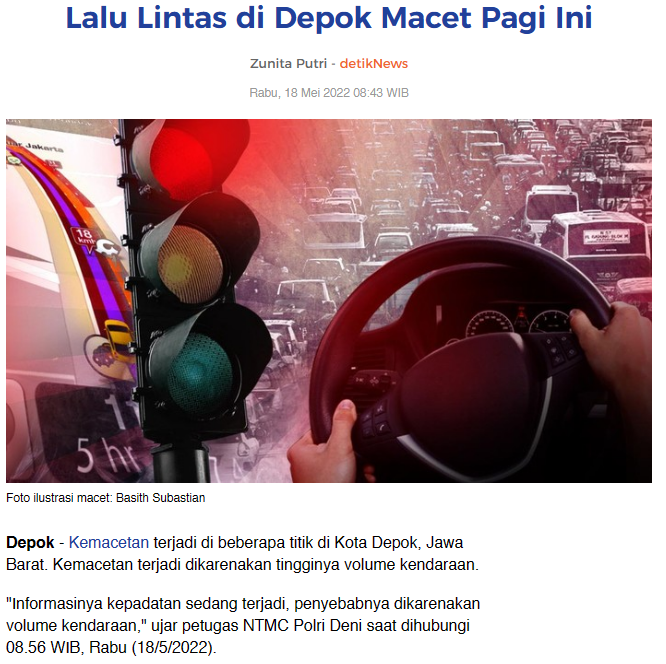 Lalu Lintas di Depok Macet Pagi Ini
Zunita Putri - detikNews
Rabu, 18 Mei 2022 08:43 WIB
Jakarta
18
km/h
5 hr
Foto ilustrasi macet: Basith Subastian
Depok - Kemacetan terjadi di beberapa titik di Kota Depok, Jawa
Barat. Kemacetan terjadi dikarenakan tingginya volume kendaraan.
"Informasinya kepadatan sedang terjadi, penyebabnya dikarenakan
volume kendaraan," ujar petugas NTMC Polri Deni saat dihubungi
08.56 WIB, Rabu (18/5/2022).